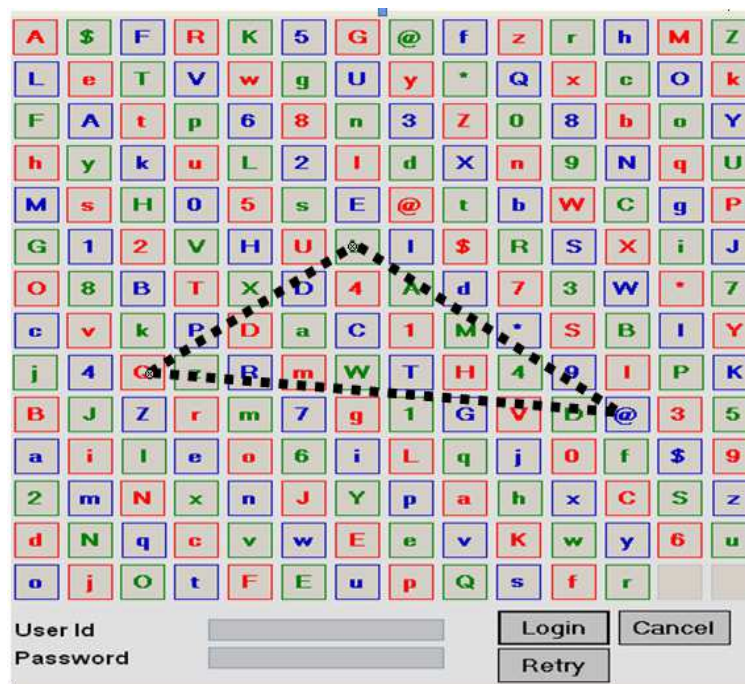 A $ F R K 5 G @ f z r h M Z
L e T V w g U y * Q x c O k
F A t p 6 8 n 3 Z 0 8 b o Y
h y k u L 2 l d X n 9 N q U
M s H 0 5 s E @ t b W C g P
G 1 2 V H U I $ R S X i J
O 8 B T X D 4 A d 7 3 W * 7
c v k P D a C 1 M * S B I Y
j 4 R m W T H 4 9 I P K
B J Z r m 7 g 1 G V D @ 3 5
a i l e o 6 i L q j 0 f $ 9
2 m N x n J Y p a h x C S z
d N q c v w E e v K w y 6 u
o j O t F E u p Q s f r
User Id
Login Cancel
Password
Retry